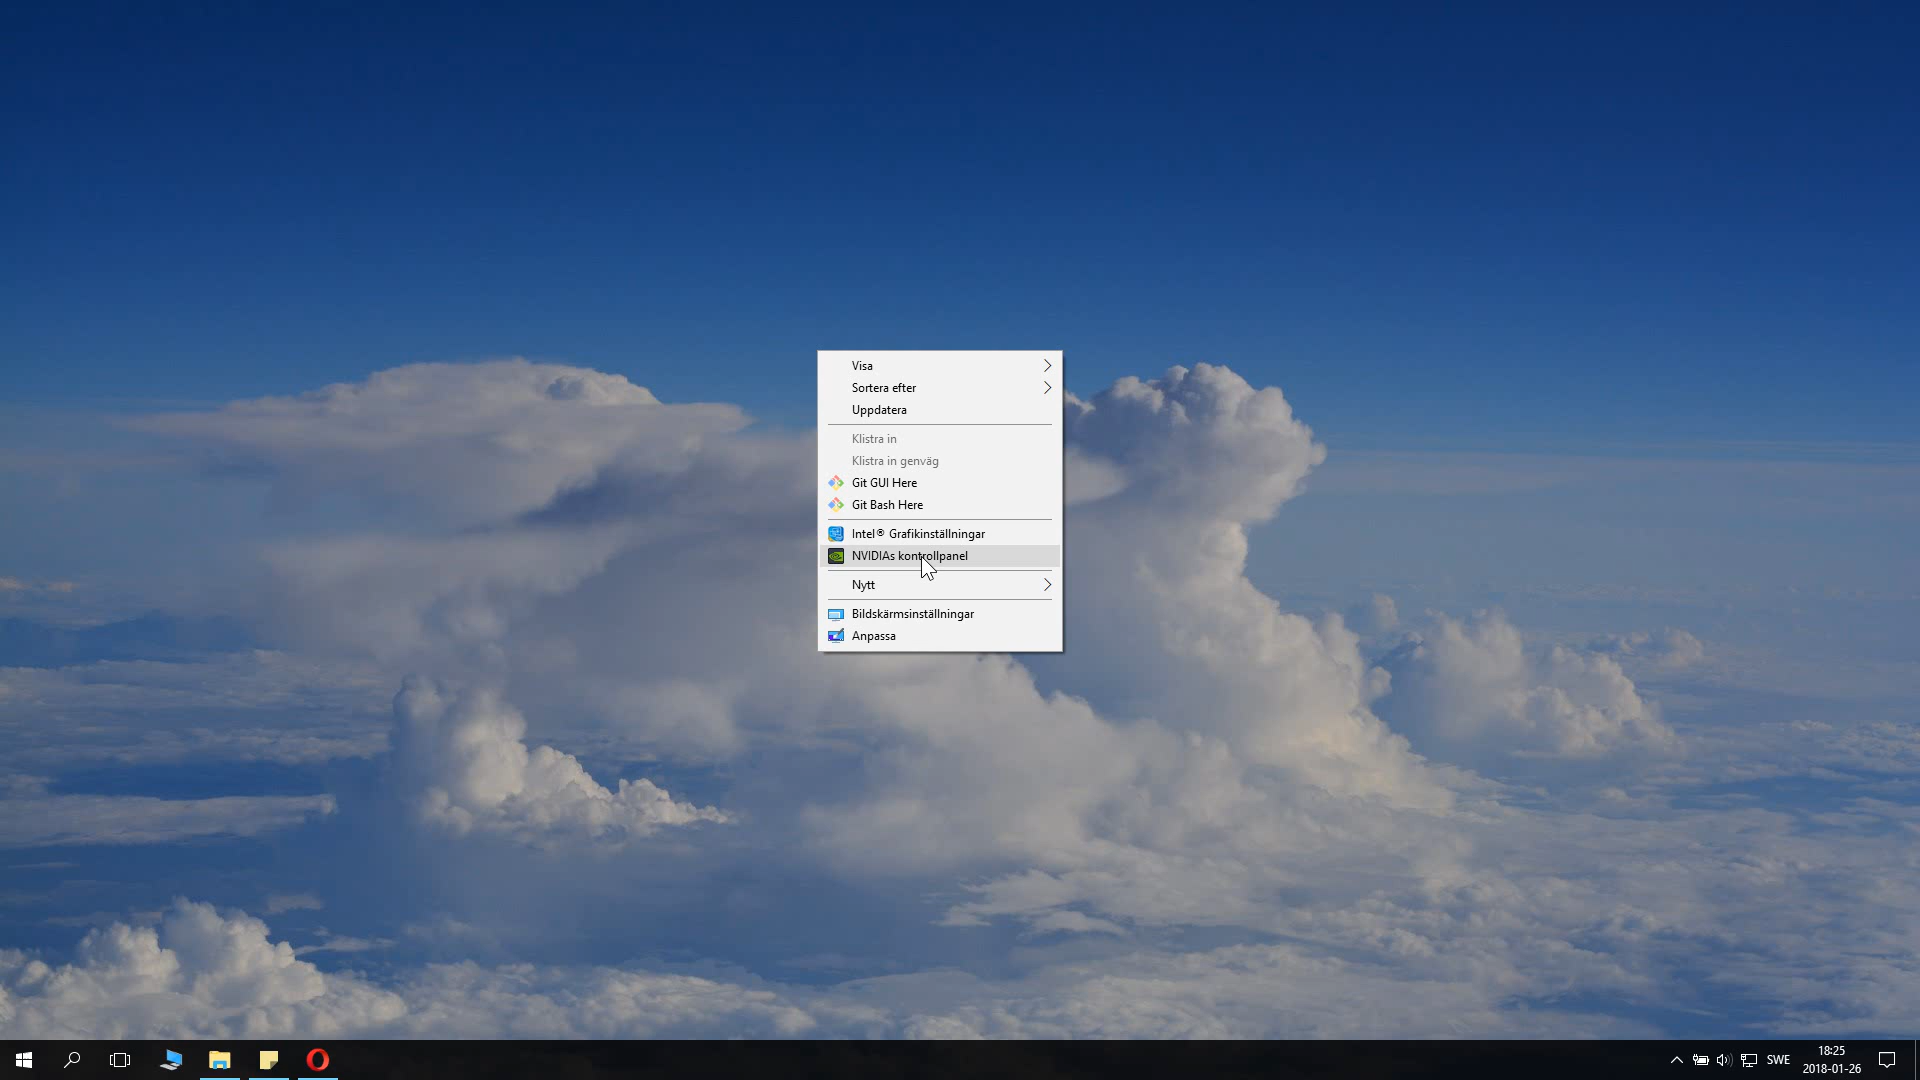 Visa
Sortera efter
Uppdatera
Klistra in
Klistra in genväg
Git GUI Here
Git Bash Here
Intel® Grafikinställningar
NVIDIAs kontrollpanel
Nytt
Bildskärmsinställningar
Anpassa
SWE
18:25
2018-01-26